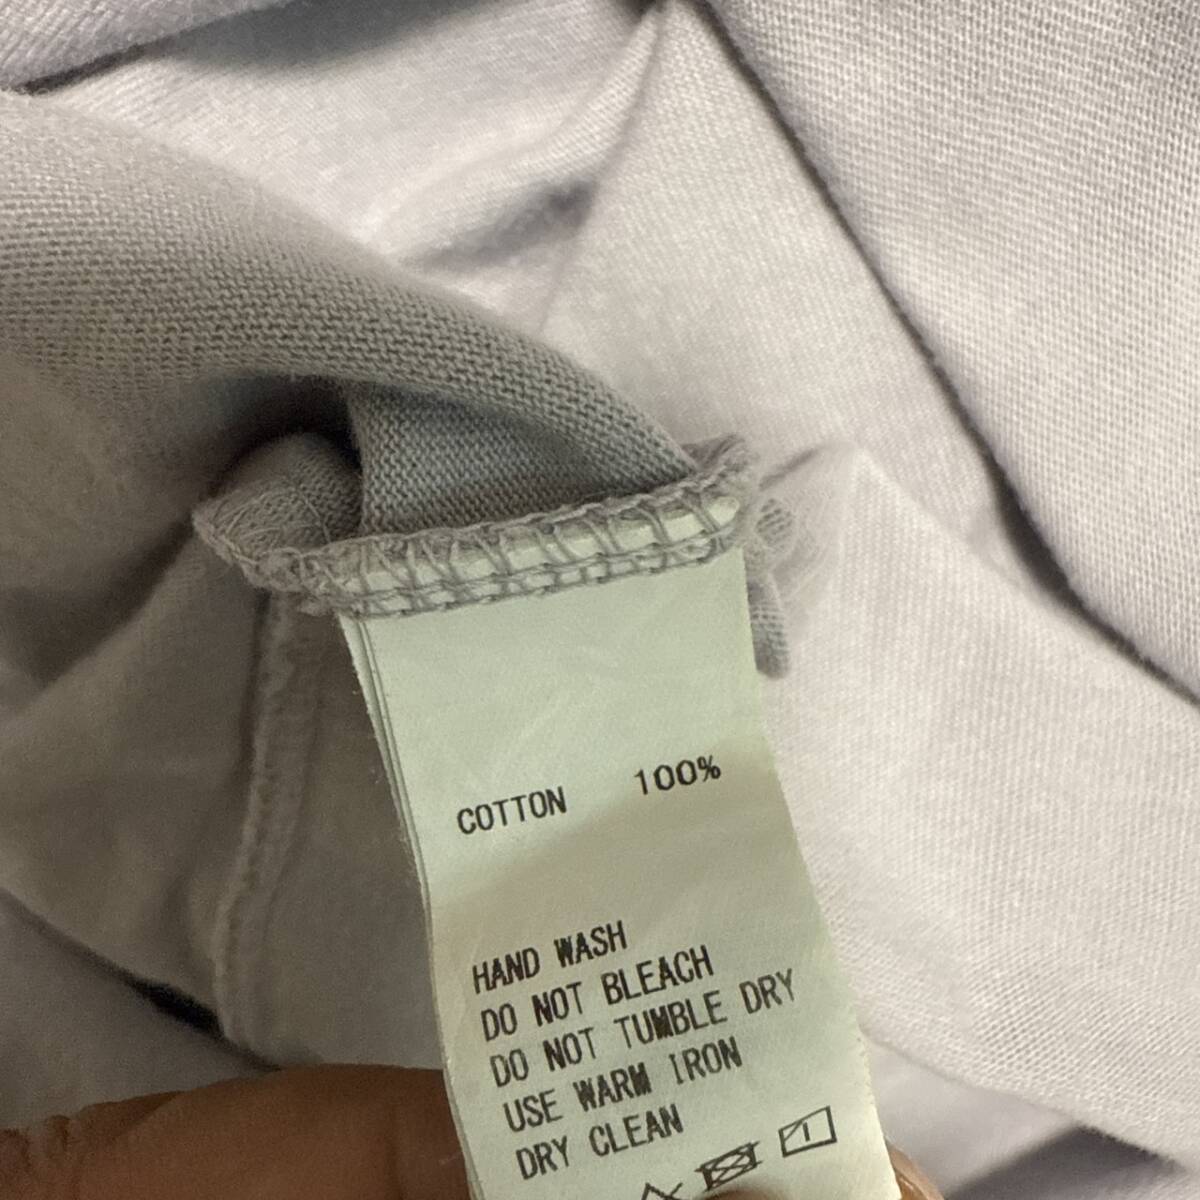 COTTON 100%
HAND WASH
DO NOT BLEACH
DO NOT TUMBLE DRY
USE WARM IRON
DRY CLEAN